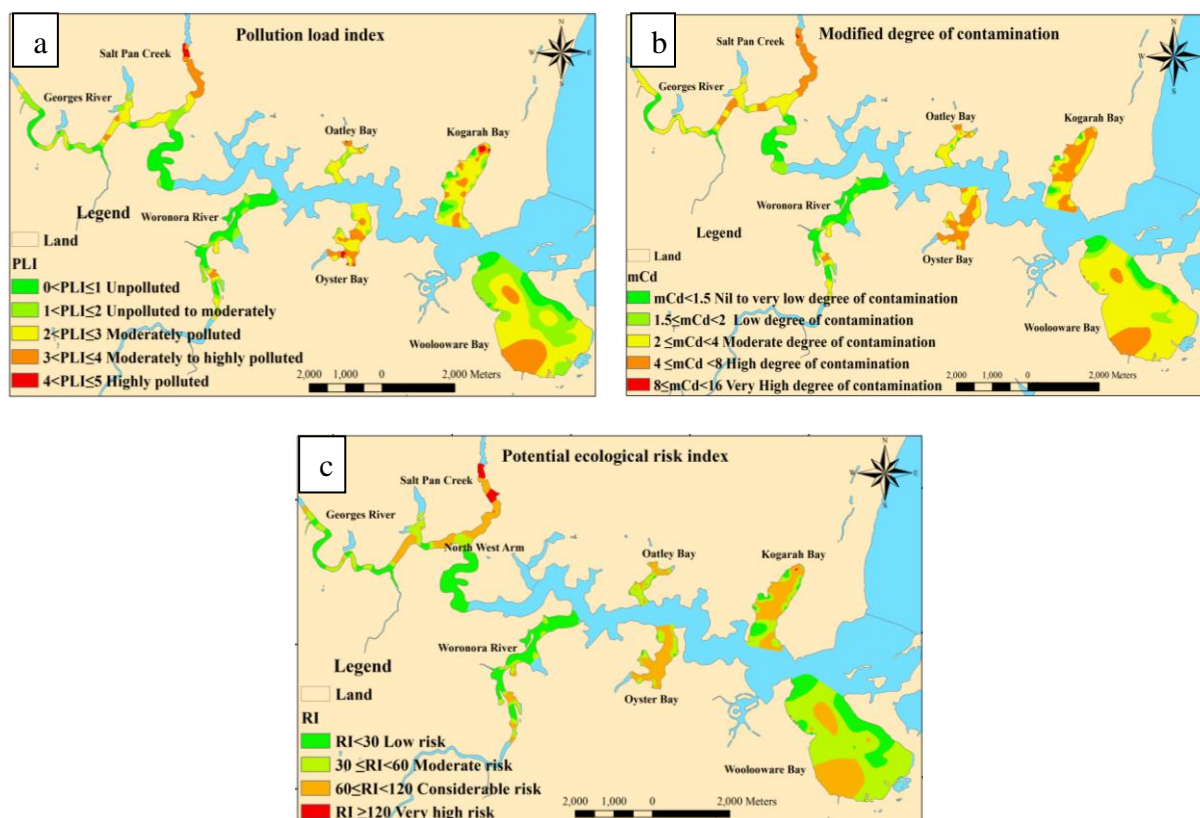 a
Pollution load index
N
W
E
S
Salt Pan Creek
Georges River
Oatley Bay
Kogarah Bay
Woronora River
Oyster Bay
Woolooware Bay
Legend
Land
PLI
0<PLI≤1 Unpolluted
1<PLI≤2 Unpolluted to moderately
2<PLI≤3 Moderately polluted
3<PLI≤4 Moderately to highly polluted
4<PLI≤5 Highly polluted
2,000 1,000 0 2,000 Meters
b
Modified degree of contamination
N
W
E
S
Salt Pan Creek
Georges River
Oatley Bay
Kogarah Bay
Woronora River
Oyster Bay
Woolooware Bay
Legend
Land
mCd
mCd<1.5 Nil to very low degree of contamination
1.5≤mCd<2 Low degree of contamination
2 ≤mCd<4 Moderate degree of contamination
4 ≤mCd <8 High degree of contamination
8≤mCd<16 Very High degree of contamination
2,000 1,000 0 2,000 Meters
c
Potential ecological risk index
N
W
E
S
Salt Pan Creek
Georges River
North West Arm
Oatley Bay
Kogarah Bay
Woronora River
Oyster Bay
Woolooware Bay
Legend
Land
RI
RI<30 Low risk
30 ≤RI<60 Moderate risk
60≤RI<120 Considerable risk
RI ≥120 Very high risk
2,000 1,000 0 2,000 Meters